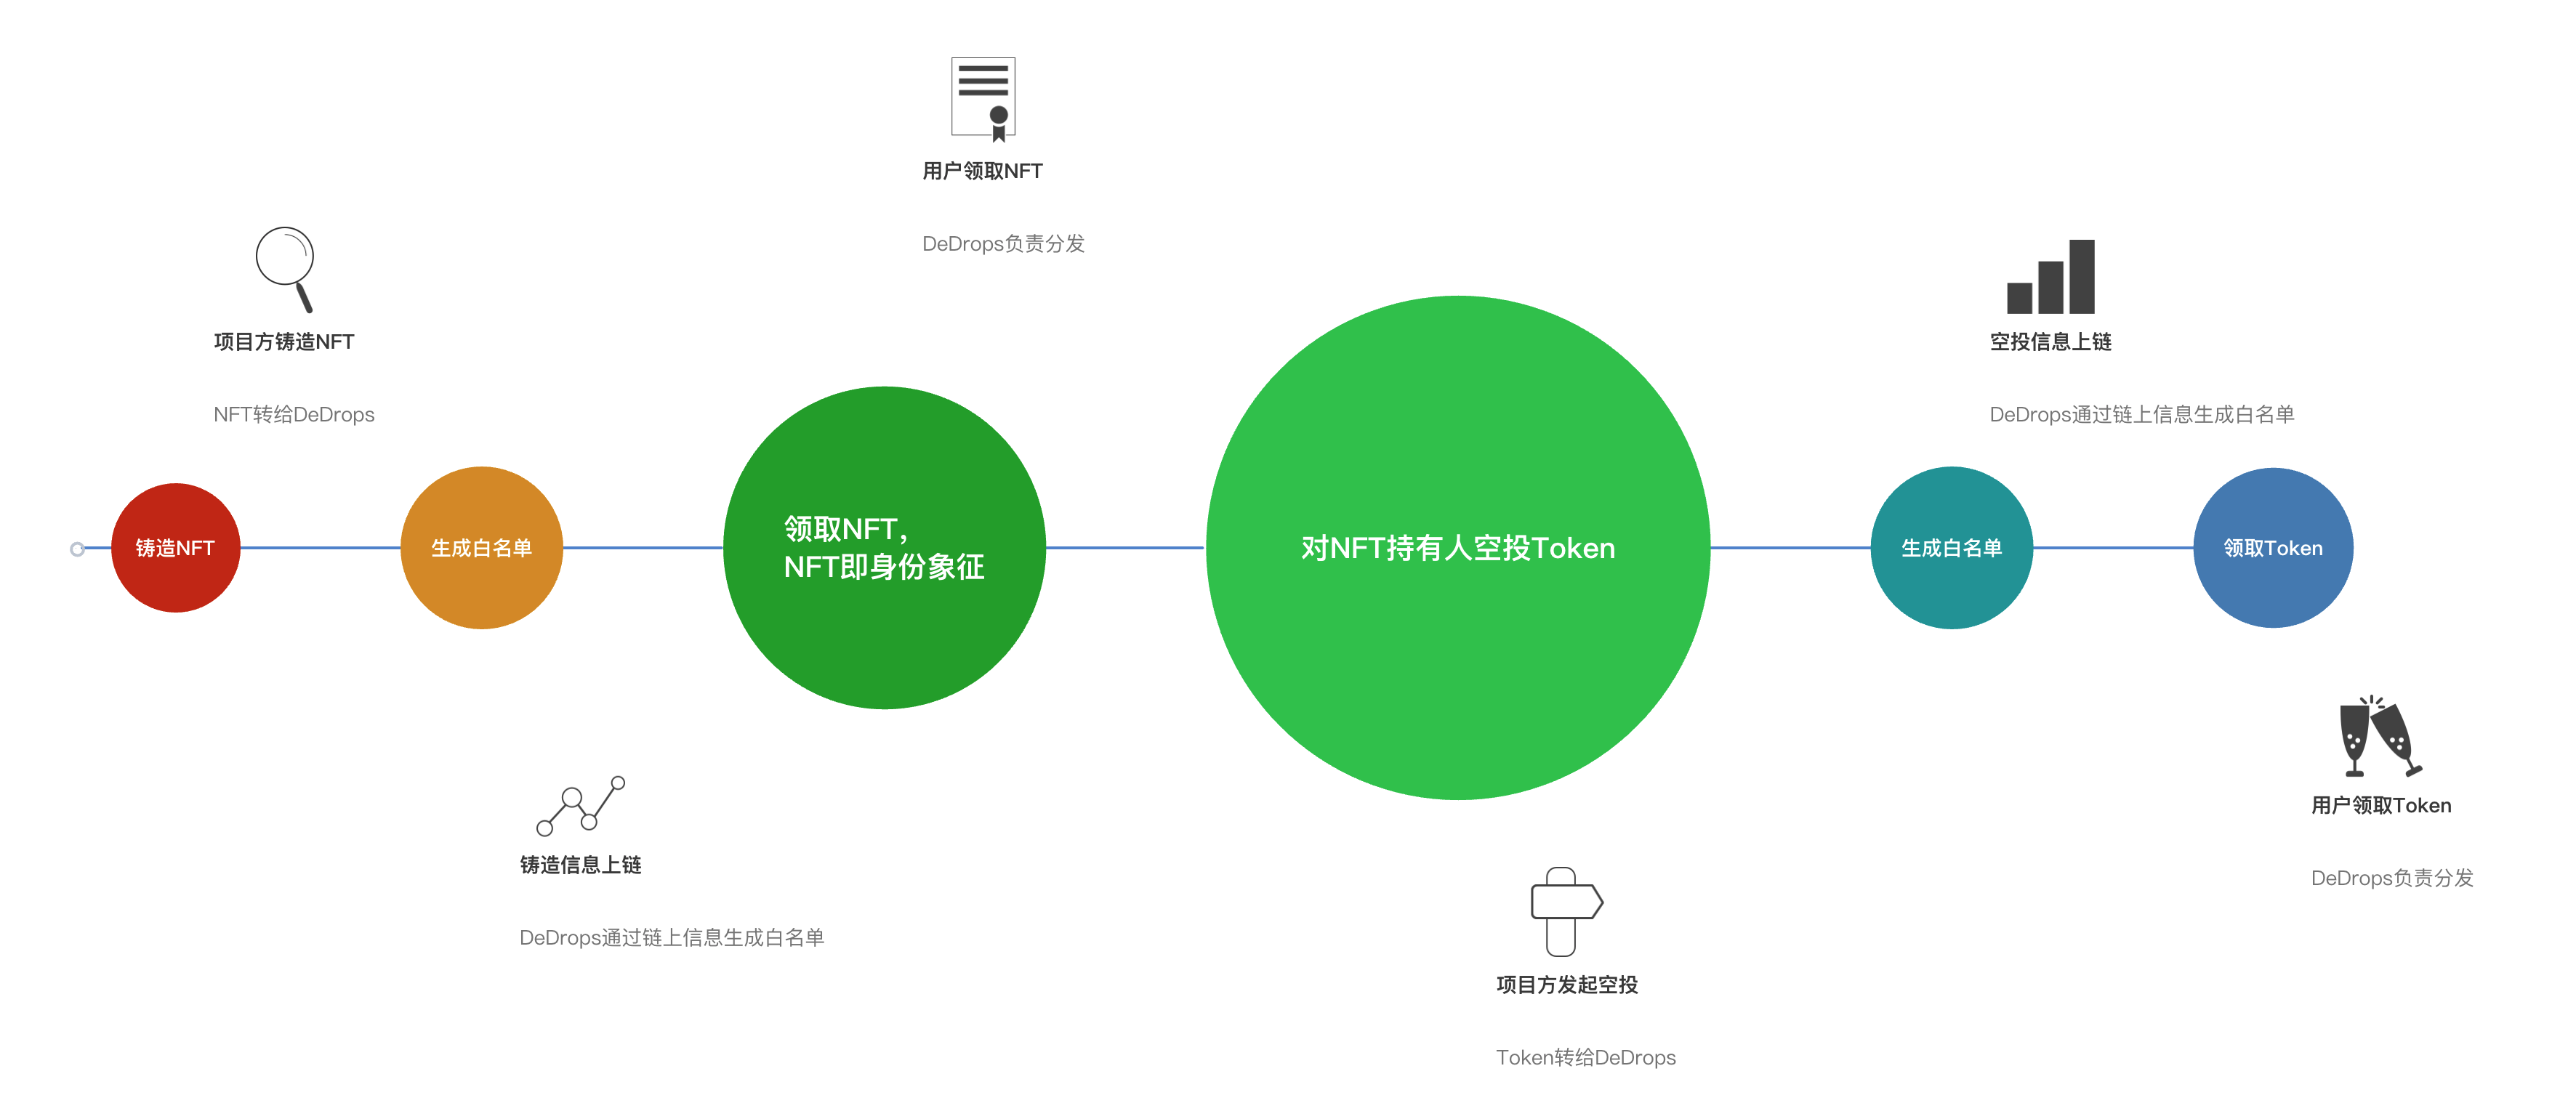 用户领取NFT
DeDrops负责分发
项目方铸造NFT
NFT转给DeDrops
空投信息上链
DeDrops通过链上信息生成白名单
铸造NFT
生成白名单
领取NFT，
NFT即身份象征
对NFT持有人空投Token
生成白名单
领取Token
铸造信息上链
DeDrops通过链上信息生成白名单
项目方发起空投
Token转给DeDrops
用户领取Token
DeDrops负责分发